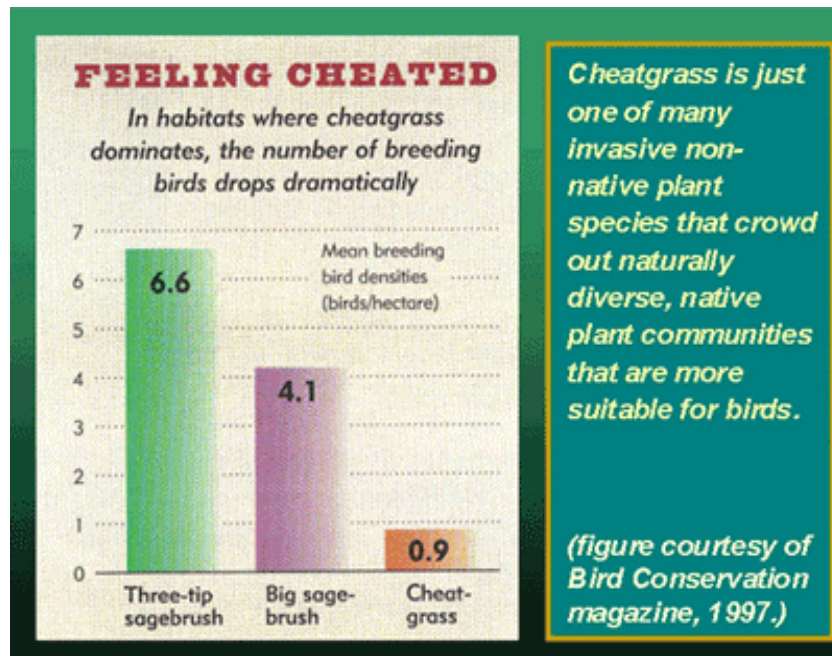 FEELING CHEATED
In habitats where cheatgrass
dominates, the number of breeding
birds drops dramatically
7
Mean breeding
bird densities
(birds/hectare)
6
5
4
3
2
1
0
6.6
4.1
0.9
Three-tip
sagebrush
Big sage-
brush
Cheat-
grass
Cheatgrass is just
one of many
invasive non-
native plant
species that crowd
out naturally
diverse, native
plant communities
that are more
suitable for birds.
(figure courtesy of
Bird Conservation
magazine, 1997.)